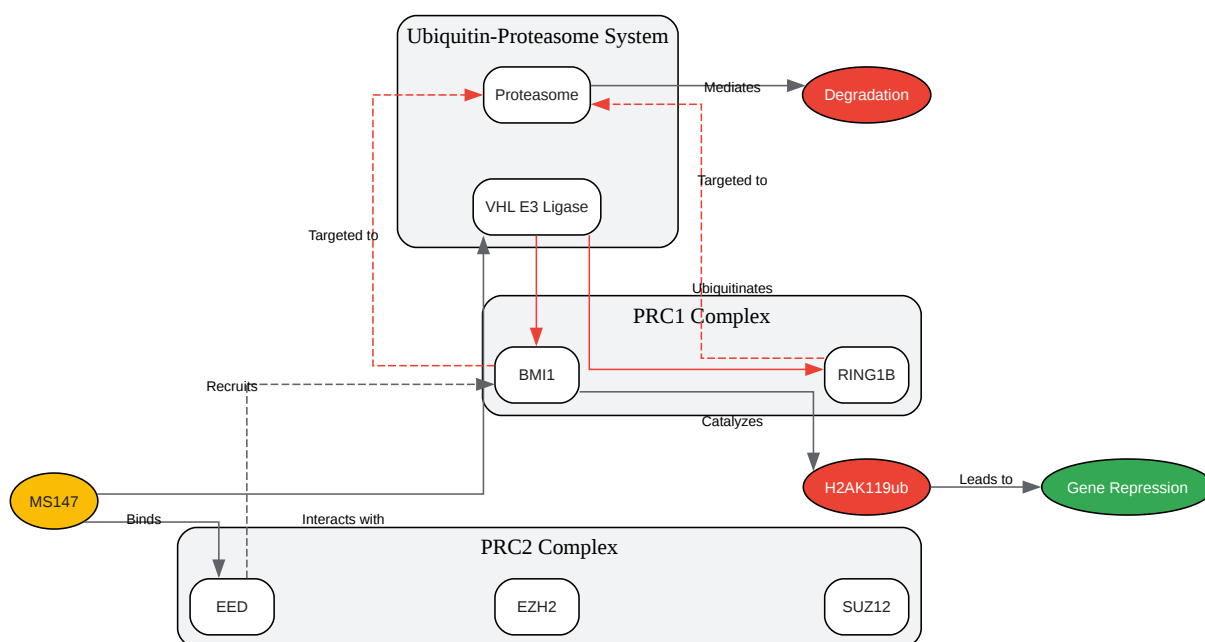 Ubiquitin-Proteasome System
Proteasome
Mediates
Degradation
Targeted to
VHL E3 Ligase
Targeted to
Ubiquitinates
PRC1 Complex
BMI1
RING1B
Recruits
Catalyzes
MS147
H2AK119ub
Leads to
Gene Repression
Binds
Interacts with
PRC2 Complex
EED
EZH2
SUZ12